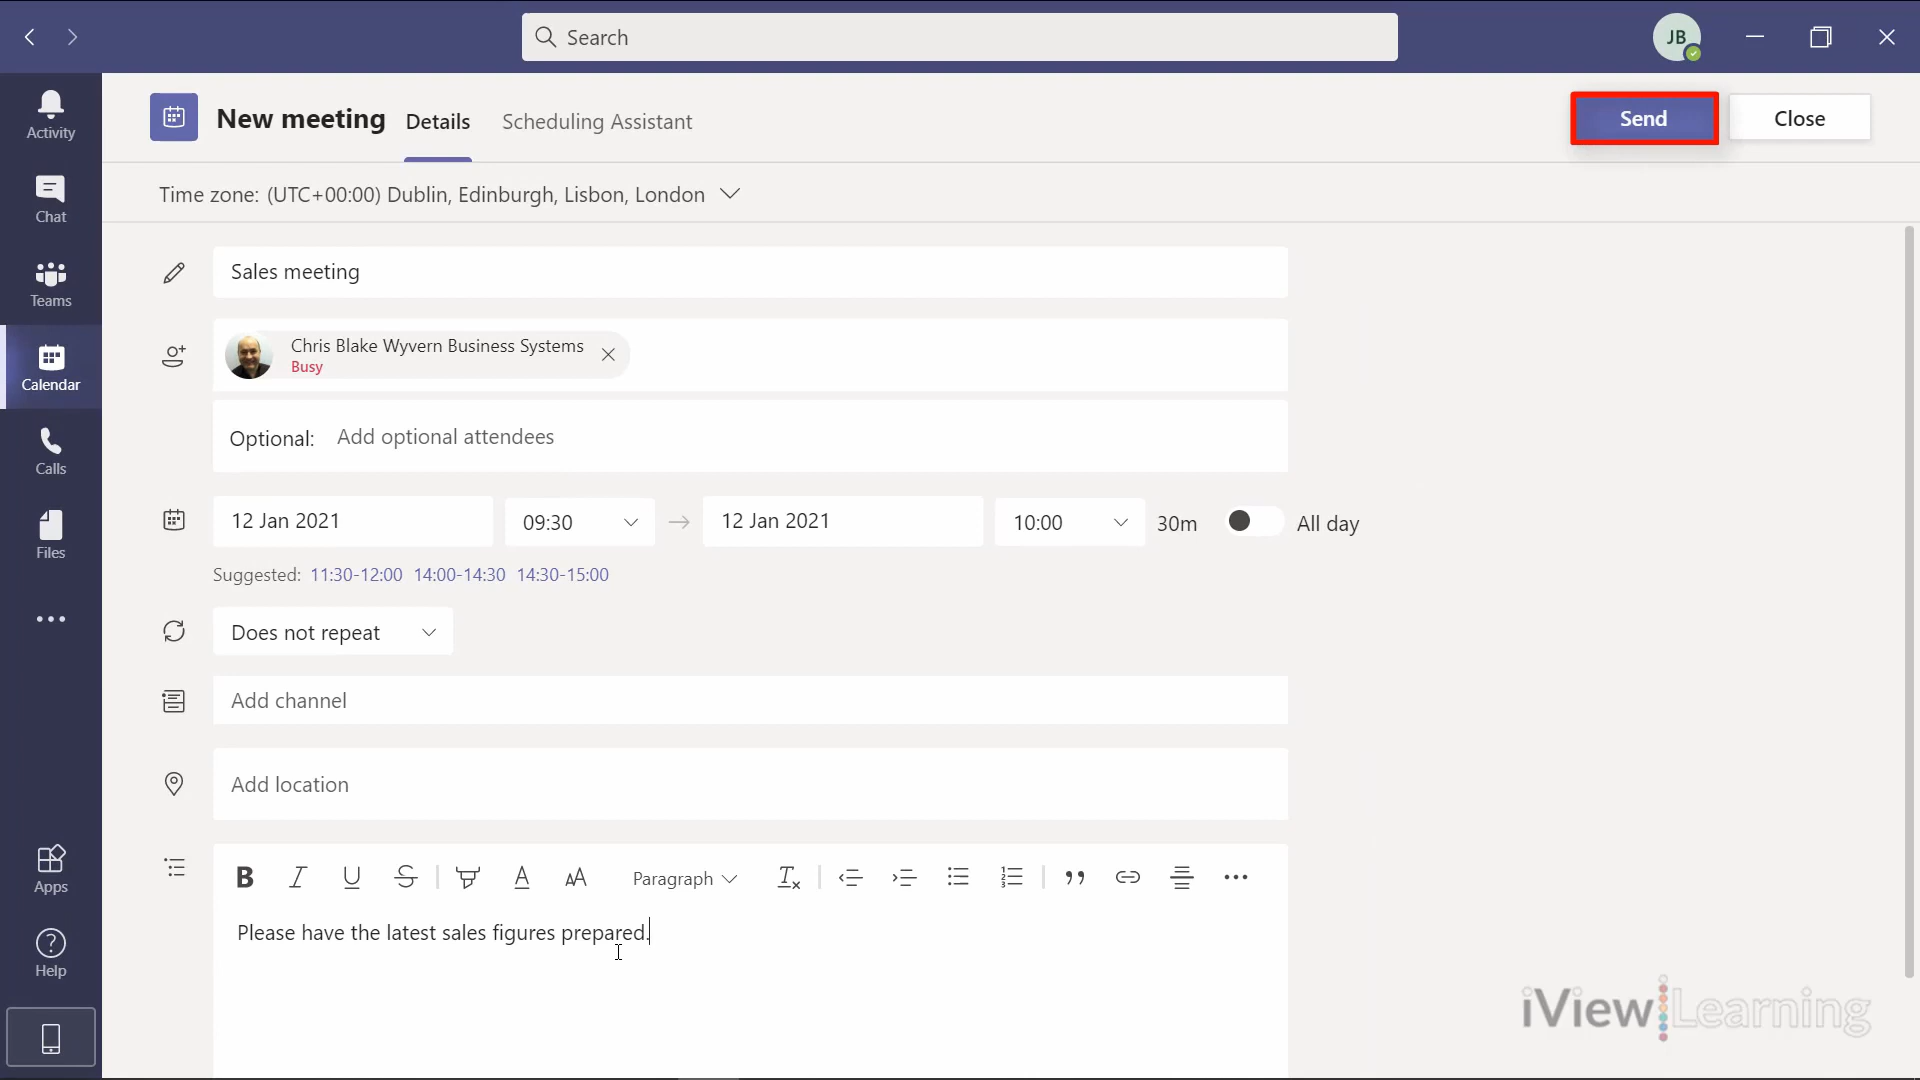 Search
JB
Activity
Chat
Teams
Calendar
Calls
Files
Apps
Help
New meeting
Details
Scheduling Assistant
Send
Close
Time zone: (UTC+00:00) Dublin, Edinburgh, Lisbon, London
Sales meeting
Chris Blake Wyvern Business Systems
Busy
Optional: Add optional attendees
12 Jan 2021 09:30 12 Jan 2021 10:00 30m All day
Suggested: 11:30-12:00 14:00-14:30 14:30-15:00
Does not repeat
Add channel
Add location
Paragraph
Please have the latest sales figures prepared.
iView Learning